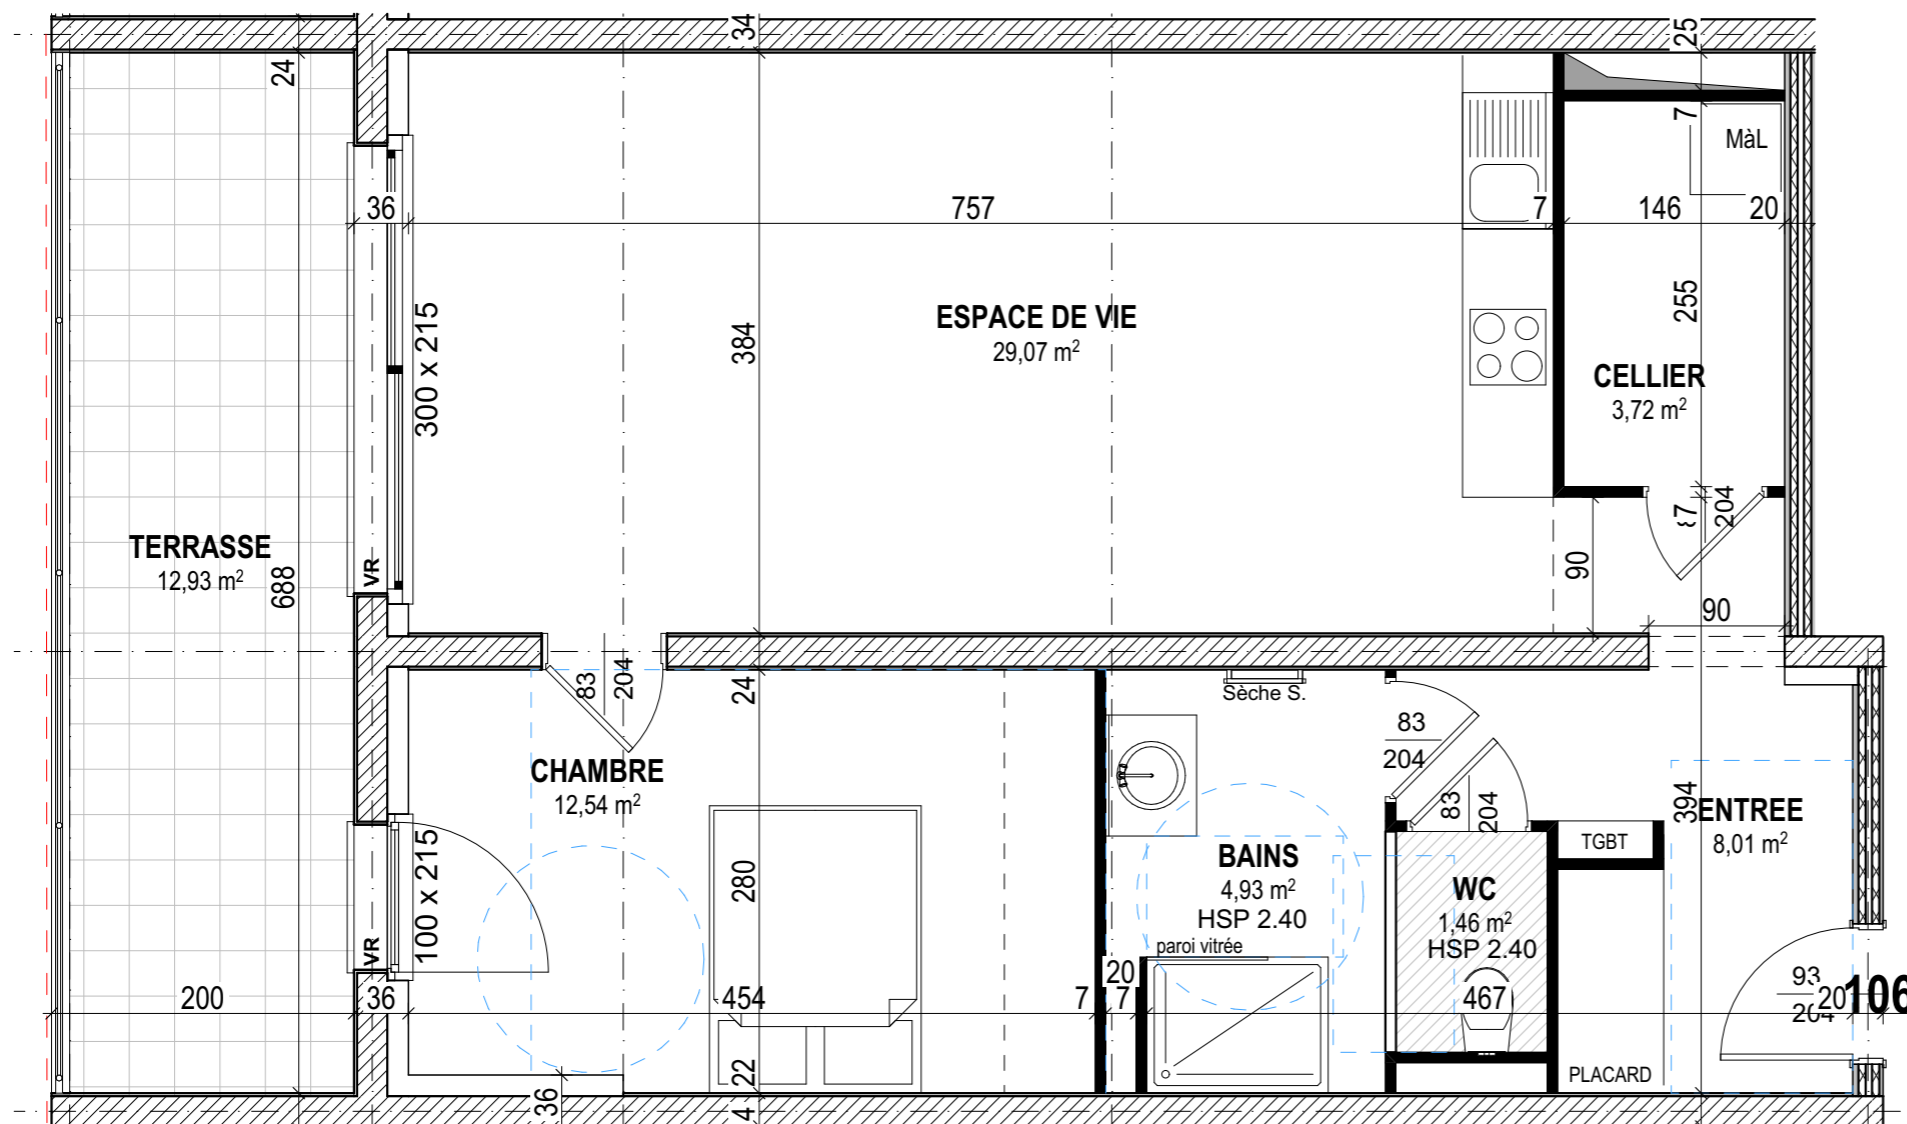 34
25
24
7
MàL
36
757
7
146
20
300 x 215
384
ESPACE DE VIE
29,07 m²
255
CELLIER
3,72 m²
204
7
90
90
TERRASSE
12,93 m²
688
VR
83
204
24
Sèche S.
83
204
83
204
394
CHAMBRE
12,54 m²
ENTREE
8,01 m²
TGBT
280
BAINS
4,93 m²
HSP 2.40
WC
1,46 m²
HSP 2.40
100 x 215
VR
paroi vitrée
20
200
36
454
7
7
467
93
204
20
106
22
PLACARD
36
4